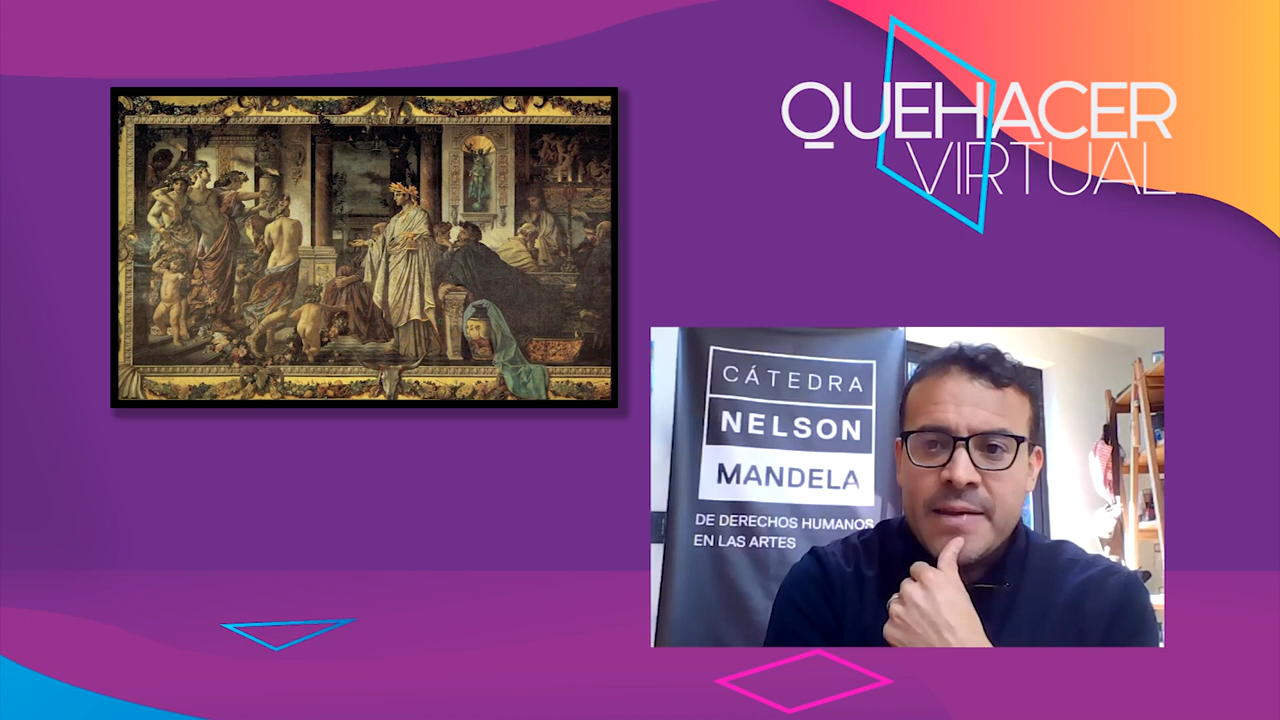 QUEHACER
VIRTUAL
CÁTEDRA
NELSON
MANDELA
DE DERECHOS HUMANOS
EN LAS ARTES